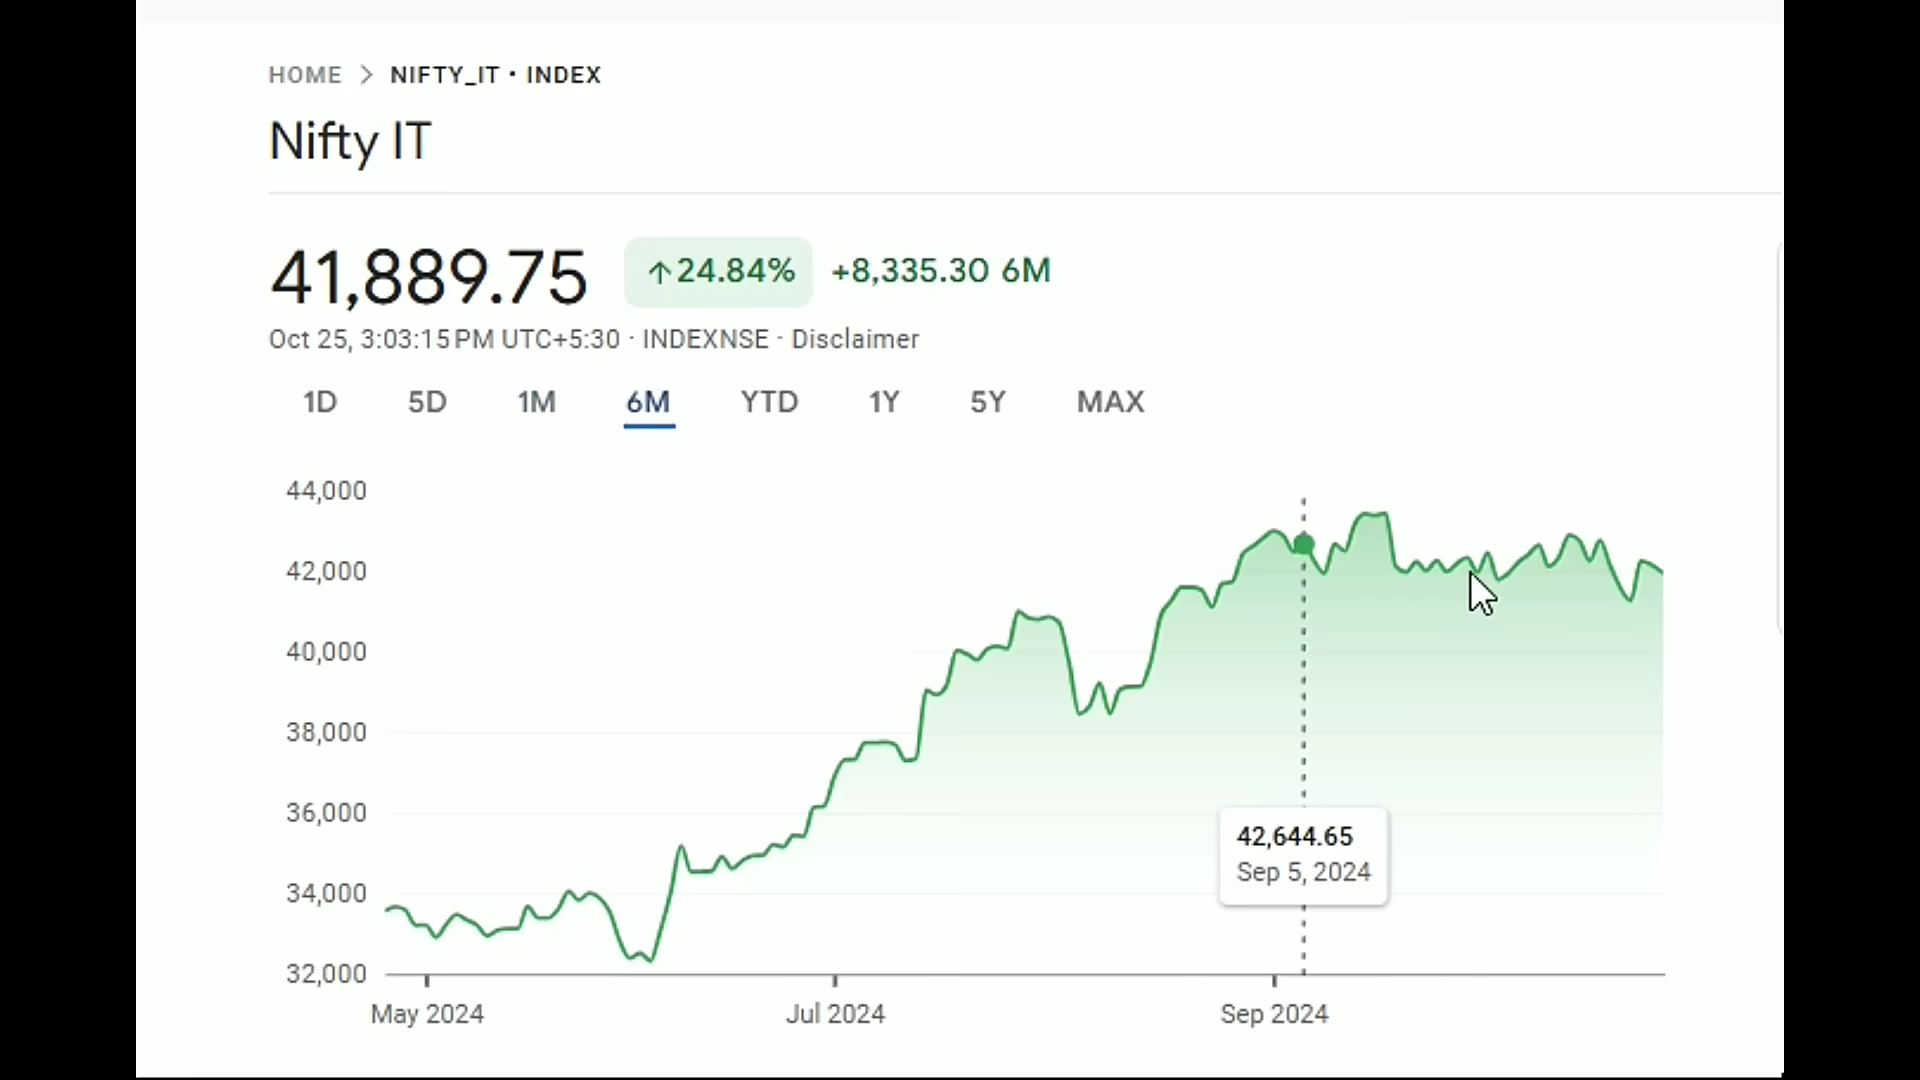 HOME > NIFTY_IT • INDEX
Nifty IT
41,889.75 ↑24.84% +8,335.30 6M
Oct 25, 3:03:15 PM UTC+5:30 · INDEXNSE · Disclaimer
1D 5D 1M 6M YTD 1Y 5Y MAX
44,000
42,000
40,000
38,000
36,000
34,000
32,000
42,644.65
Sep 5, 2024
May 2024 Jul 2024 Sep 2024